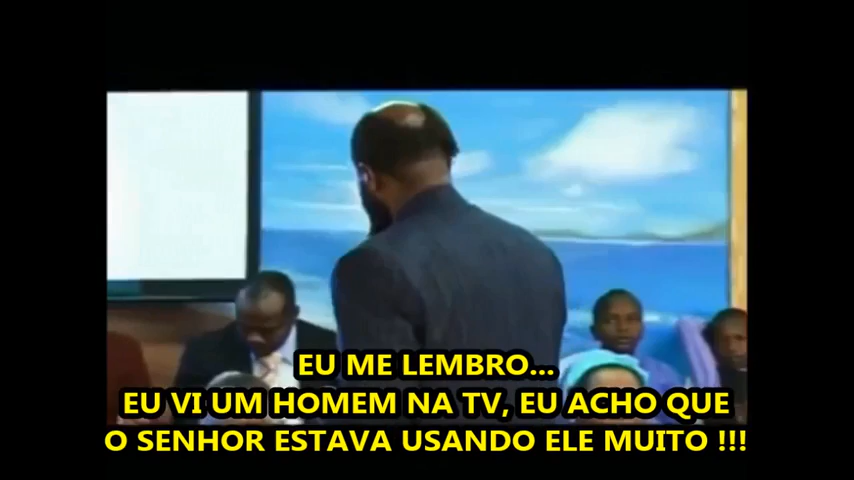 EU ME LEMBRO...
EU VI UM HOMEM NA TV, EU ACHO QUE
O SENHOR ESTAVA USANDO ELE MUITO !!!